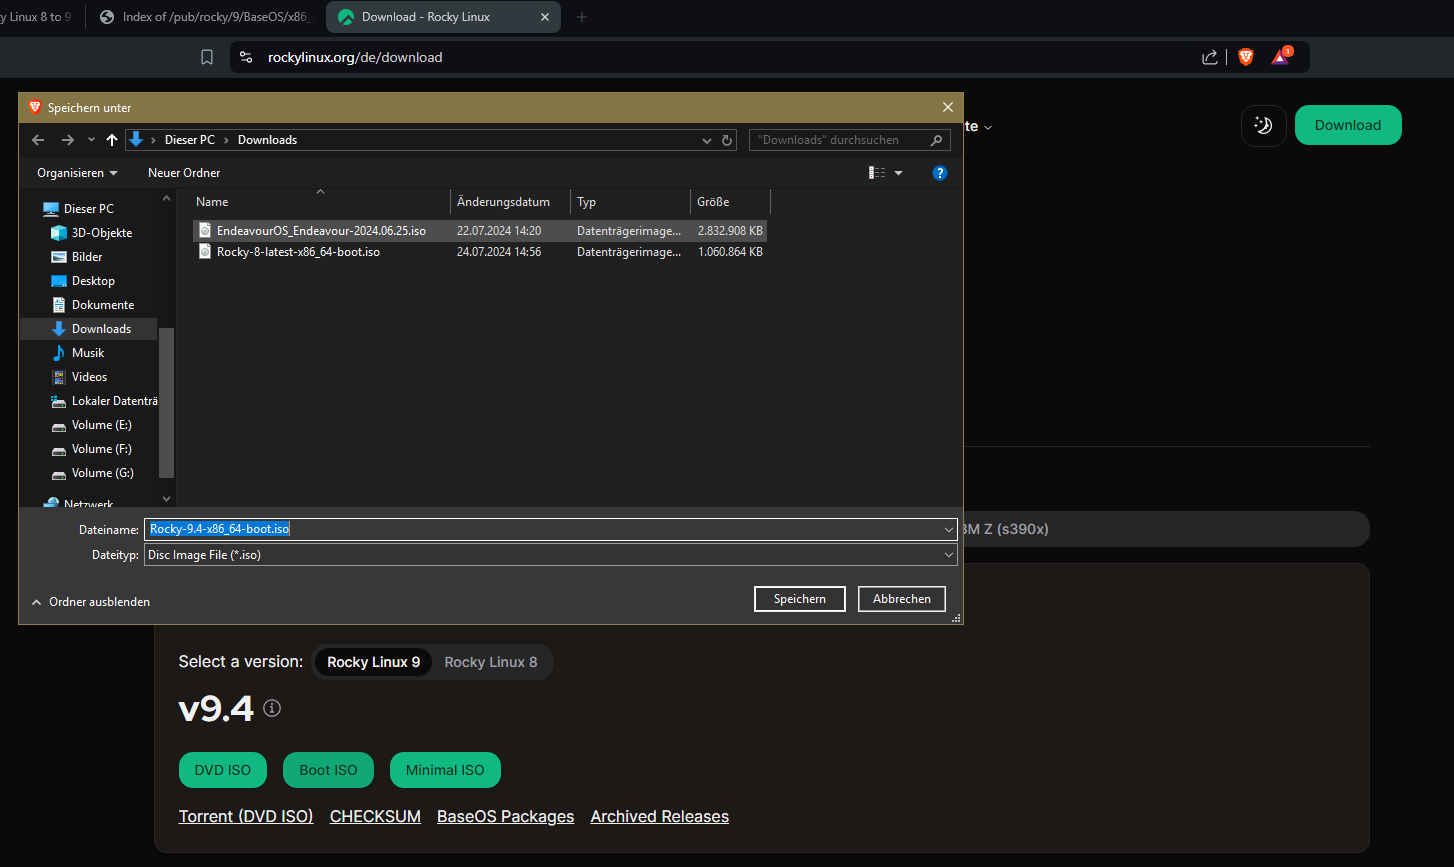 y Linux 8 to 9
Index of /pub/rocky/9/BaseOS/x86_
Download - Rocky Linux
rockylinux.org/de/download
1
Speichern unter
te
Download
Dieser PC
Downloads
"Downloads" durchsuchen
Organisieren
Neuer Ordner
?
Name
Änderungsdatum
Typ
Größe
EndeavourOS_Endeavour-2024.06.25.iso
22.07.2024 14:20
Datenträgerimage...
2.832.908 KB
Rocky-8-latest-x86_64-boot.iso
24.07.2024 14:56
Datenträgerimage...
1.060.864 KB
Dieser PC
3D-Objekte
Bilder
Desktop
Dokumente
Downloads
Musik
Videos
Lokaler Datenträ
Volume (E:)
Volume (F:)
Volume (G:)
Netzwerk
Dateiname:
Rocky-9.4-x86_64-boot.iso
Dateityp:
Disc Image File (*.iso)
BM Z (s390x)
Ordner ausblenden
Speichern
Abbrechen
Select a version:
Rocky Linux 9
Rocky Linux 8
v9.4
DVD ISO
Boot ISO
Minimal ISO
Torrent (DVD ISO)
CHECKSUM
BaseOS Packages
Archived Releases